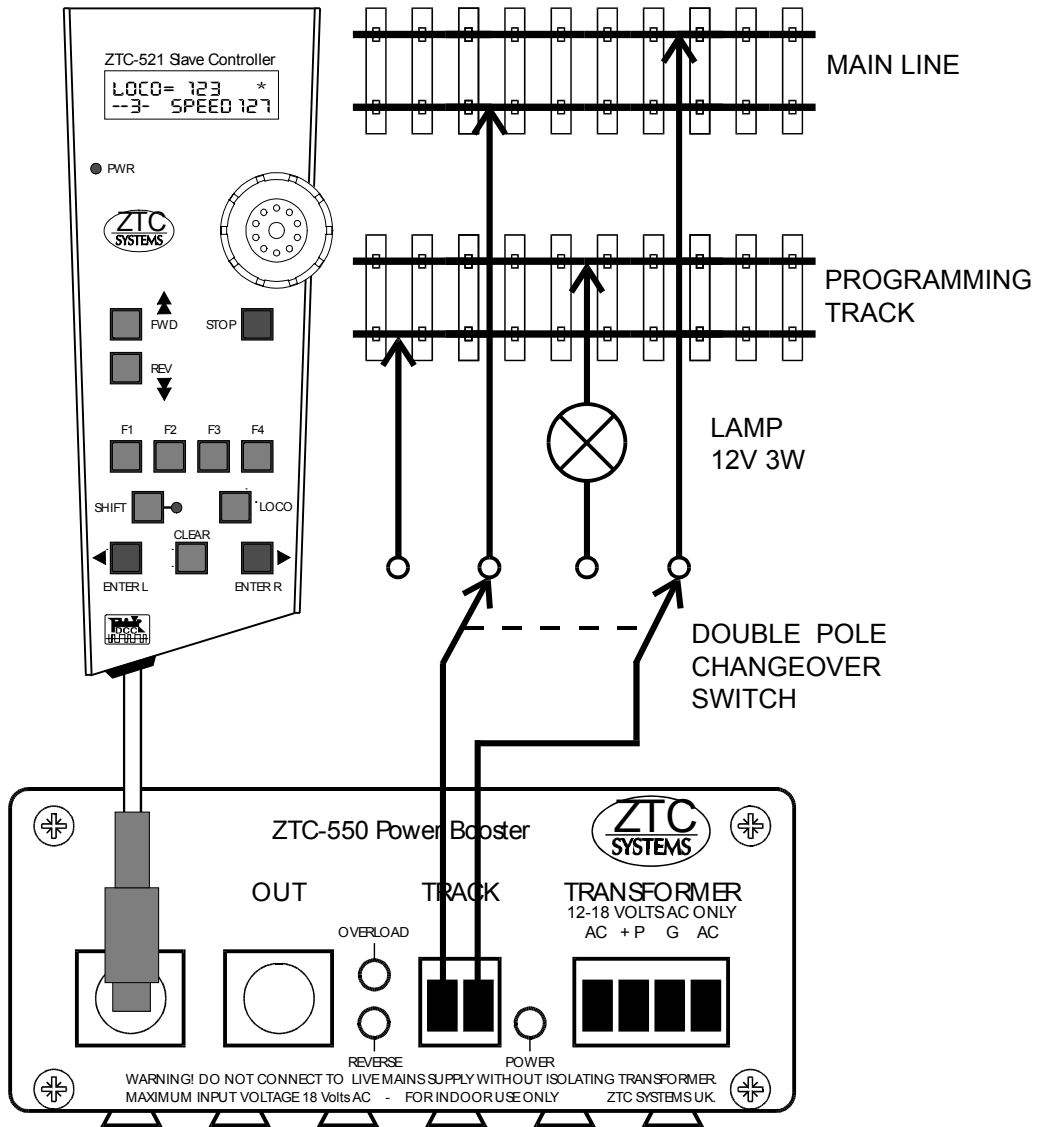 ZTC-521 Slave Controller
LOCO= 123 *
--3- SPEED 127
PWR
ZTC
SYSTEMS
FWD
STOP
REV
F1 F2 F3 F4
SHIFT
LOCO
CLEAR
ENTER L
ENTER R
DCC
MAIN LINE
PROGRAMMING
TRACK
LAMP
12V 3W
DOUBLE POLE
CHANGEOVER
SWITCH
ZTC-550 Power Booster
ZTC
SYSTEMS
OUT
TRACK
TRANSFORMER
12-18 VOLTS AC ONLY
AC + P G AC
OVERLOAD
REVERSE
POWER
WARNING! DO NOT CONNECT TO LIVE MAINS SUPPLY WITHOUT ISOLATING TRANSFORMER.
MAXIMUM INPUT VOLTAGE 18 Volts AC - FOR INDOOR USE ONLY ZTC SYSTEMS UK.